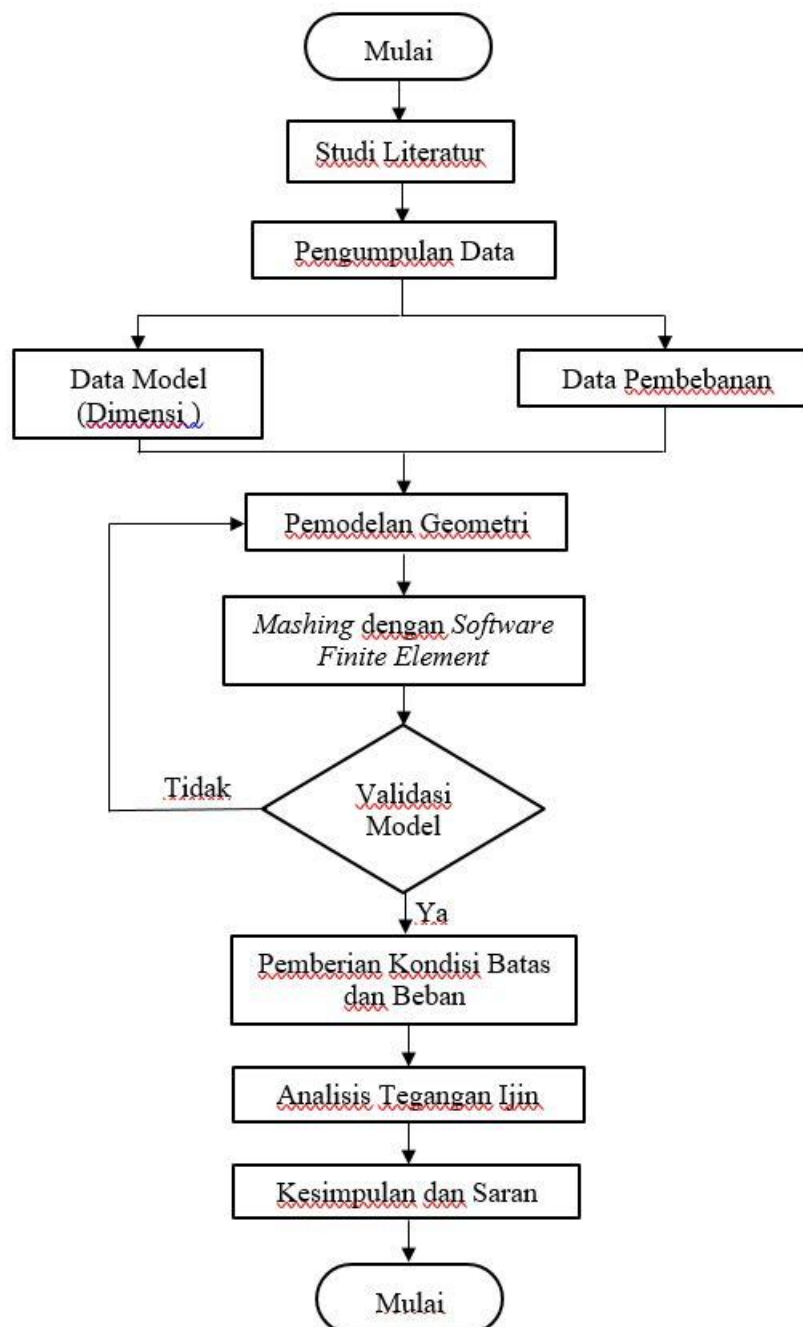 Mulai
Studi Literatur
Pengumpulan Data
Data Model
(Dimensi )
Data Pembebanan
Pemodelan Geometri
Mashing dengan Software
Finite Element
Tidak
Validasi
Model
Ya
Pemberian Kondisi Batas
dan Beban
Analisis Tegangan Ijin
Kesimpulan dan Saran
Mulai